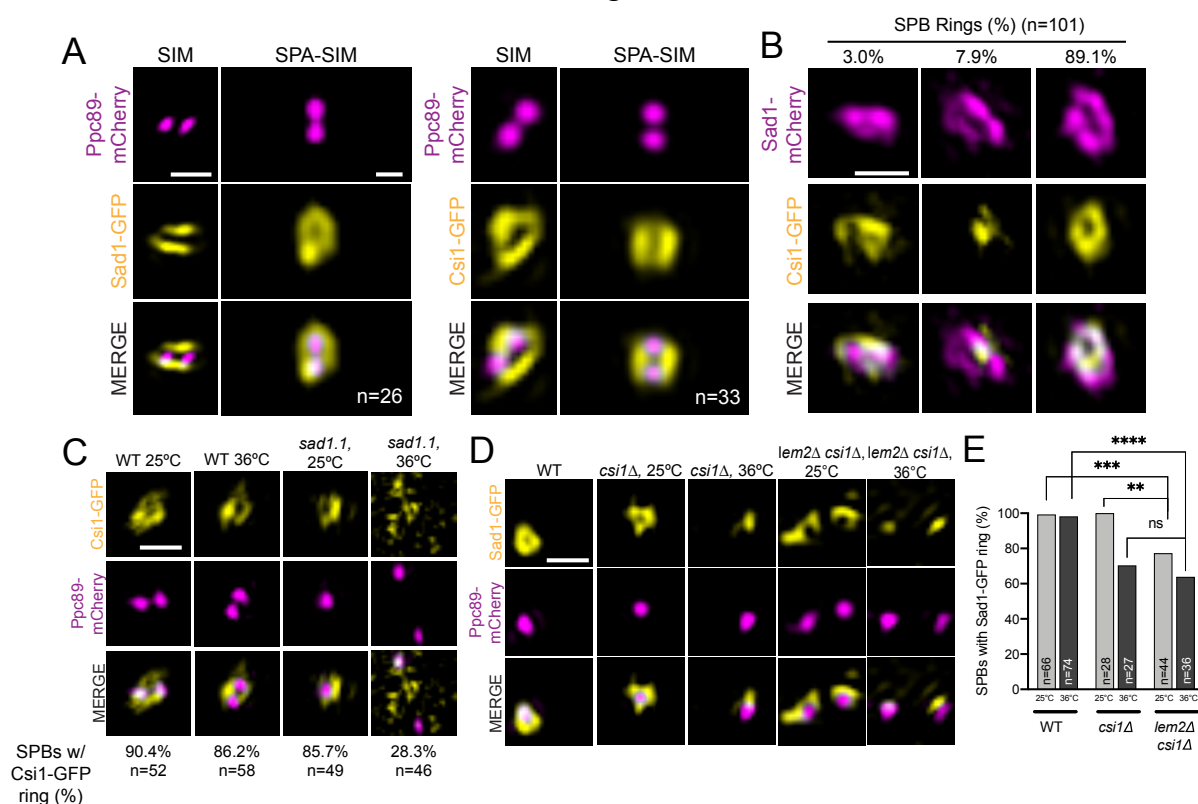 A
SIM
SPA-SIM
Ppc89-
mCherry
Sad1-GFP
MERGE
n=26
SIM
SPA-SIM
Ppc89-
mCherry
Csi1-GFP
MERGE
n=33
B
SPB Rings (%) (n=101)
3.0%
7.9%
89.1%
Sad1-
mCherry
Csi1-GFP
MERGE
C
WT 25ºC
WT 36ºC
sad1.1,
25ºC
sad1.1,
36ºC
Csi1-GFP
Ppc89-
mCherry
MERGE
SPBs w/
Csi1-GFP
ring (%)
90.4%
n=52
86.2%
n=58
85.7%
n=49
28.3%
n=46
D
WT
csi1Δ, 25°C
csi1Δ, 36°C
lem2Δ csi1Δ,
25°C
lem2Δ csi1Δ,
36°C
Sad1-GFP
Ppc89-
mCherry
MERGE
E
****
***
**
ns
SPBs with Sad1-GFP ring (%)
100
80
60
40
20
0
n=66
n=74
n=28
n=27
n=44
n=36
25°C
36°C
25°C
36°C
25°C
36°C
WT
csi1Δ
lem2Δ
csi1Δ